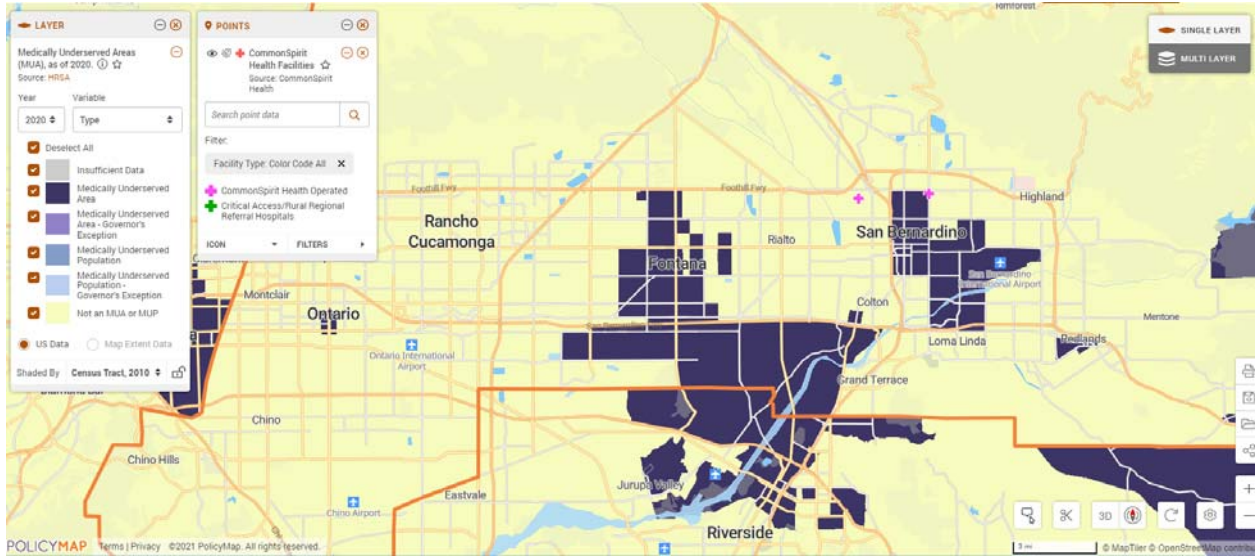 LAYER
Medically Underserved Areas
(MUA), as of 2020.
Source: HRSA
Year Variable
2020 Type
Deselect All
Insufficient Data
Medically Underserved
Area
Medically Underserved
Area - Governor's
Exception
Medically Underserved
Population
Medically Underserved
Population -
Governor's Exception
Not an MUA or MUP
US Data Map Extent Data
Shaded By Census Tract, 2010
POINTS
CommonSpirit
Health Facilities
Source: CommonSpirit
Health
Search point data
Filter:
Facility Type: Color Code All X
CommonSpirit Health Operated
Critical Access/Rural Regional
Referral Hospitals
ICON FILTERS
SINGLE LAYER
MULTI LAYER
Rimforest
Foothill Fwy
Foothill Fwy
Highland
Rancho
Cucamonga
Rialto
San Bernardino
Fontana
San Bernardino
International Airport
Montclair
Ontario
Colton
Mentone
Loma Linda
Redlands
Ontario International
Airport
Grand Terrace
Chino
Chino Hills
Jurupa Valley
Eastvale
Chino Airport
Riverside
3D
3 mi
POLICYMAP Terms | Privacy ©2021 PolicyMap. All rights reserved.
© MapTiler © OpenStreetMap contribu